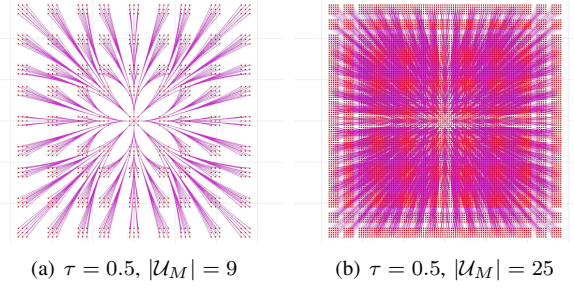 (a) τ = 0.5, |𝒰_M| = 9
(b) τ = 0.5, |𝒰_M| = 25